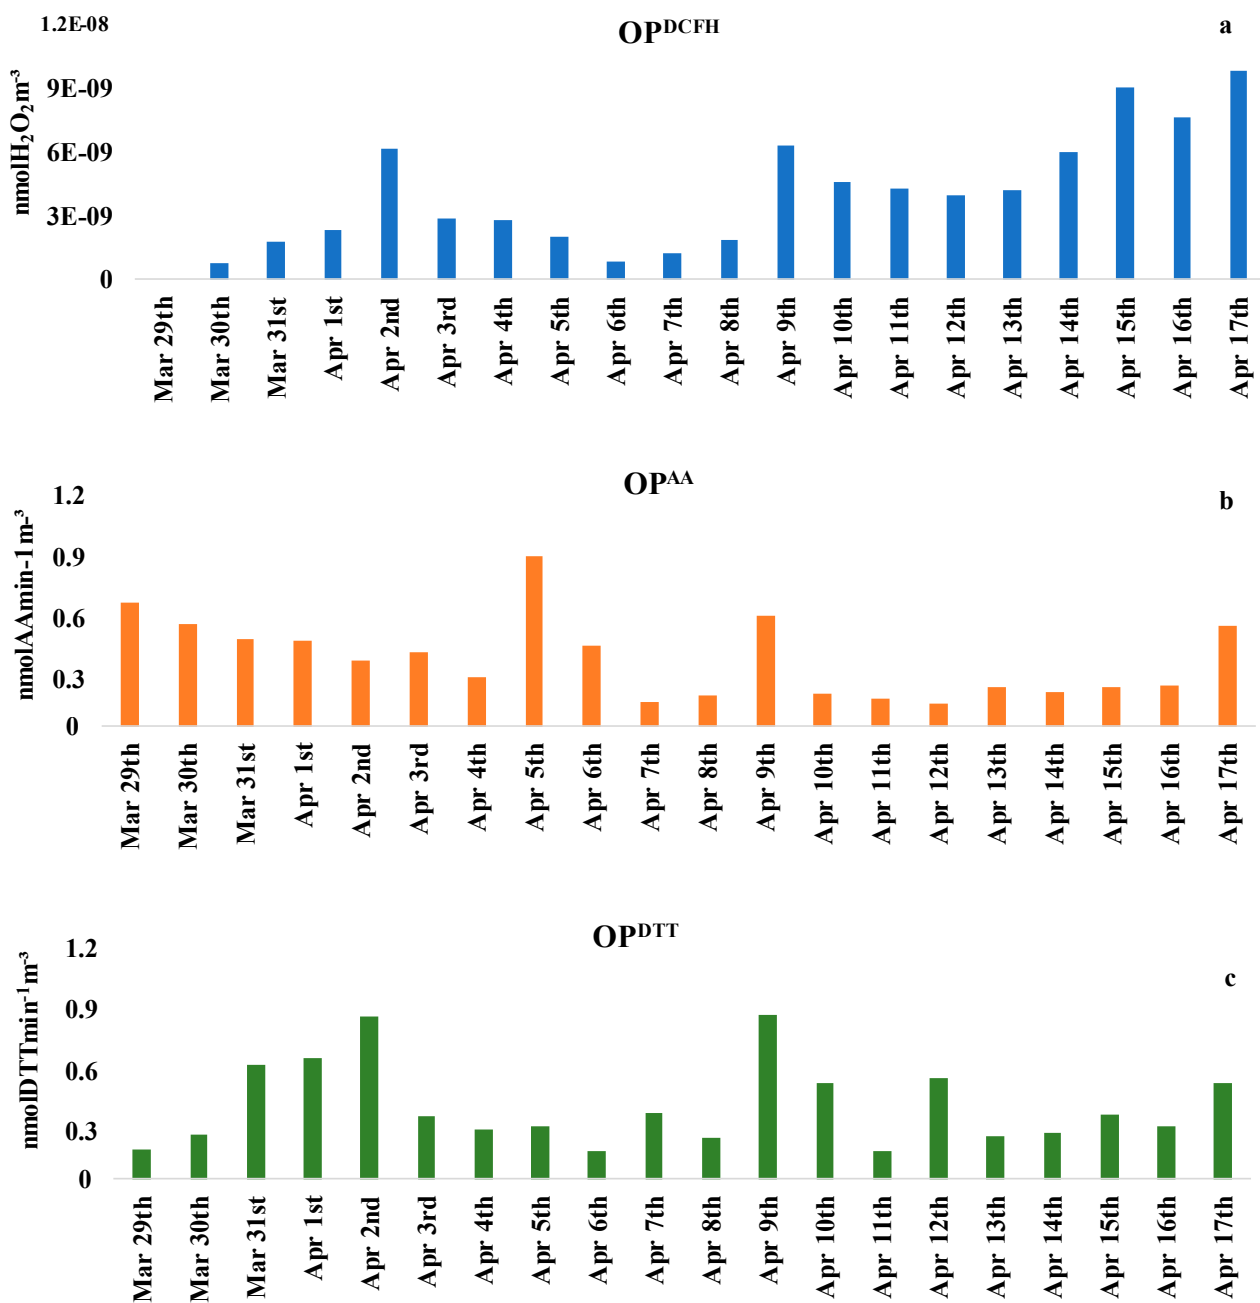 OPᴰᶜᶠᴴ
a
nmolH₂O₂m⁻³
1.2E-08
9E-09
6E-09
3E-09
0
Mar 29th
Mar 30th
Mar 31st
Apr 1st
Apr 2nd
Apr 3rd
Apr 4th
Apr 5th
Apr 6th
Apr 7th
Apr 8th
Apr 9th
Apr 10th
Apr 11th
Apr 12th
Apr 13th
Apr 14th
Apr 15th
Apr 16th
Apr 17th
OPᴬᴬ
b
nmolAAmin-1m-³
1.2
0.9
0.6
0.3
0
Mar 29th
Mar 30th
Mar 31st
Apr 1st
Apr 2nd
Apr 3rd
Apr 4th
Apr 5th
Apr 6th
Apr 7th
Apr 8th
Apr 9th
Apr 10th
Apr 11th
Apr 12th
Apr 13th
Apr 14th
Apr 15th
Apr 16th
Apr 17th
OPᴰᵀᵀ
c
nmolDTTmin⁻¹m⁻³
1.2
0.9
0.6
0.3
0
Mar 29th
Mar 30th
Mar 31st
Apr 1st
Apr 2nd
Apr 3rd
Apr 4th
Apr 5th
Apr 6th
Apr 7th
Apr 8th
Apr 9th
Apr 10th
Apr 11th
Apr 12th
Apr 13th
Apr 14th
Apr 15th
Apr 16th
Apr 17th